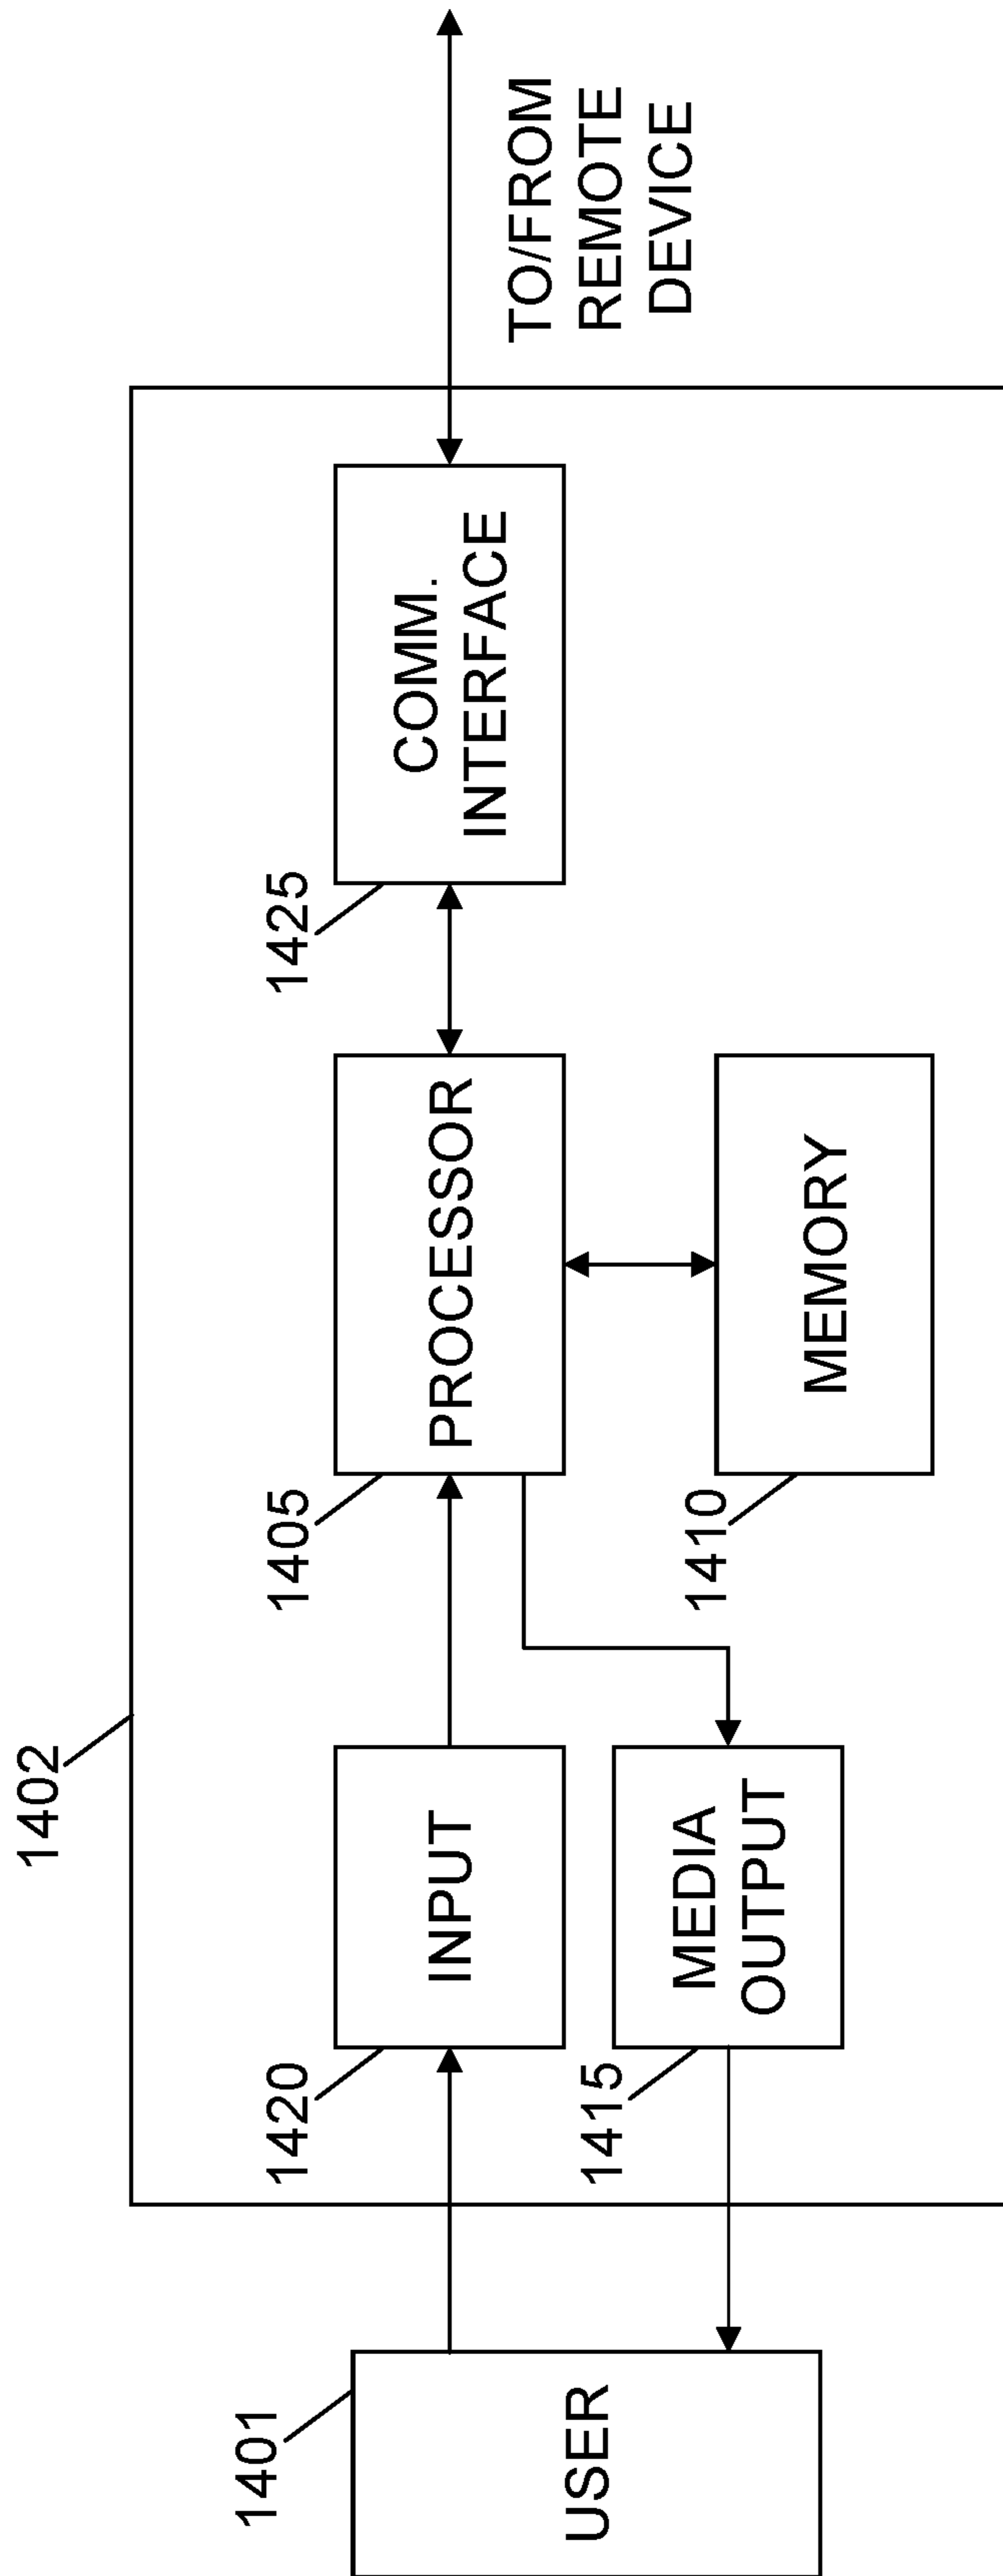 1402
1401
USER
1420
INPUT
1415
MEDIA
OUTPUT
1405
PROCESSOR
1410
MEMORY
1425
COMM.
INTERFACE
TO/FROM
REMOTE
DEVICE